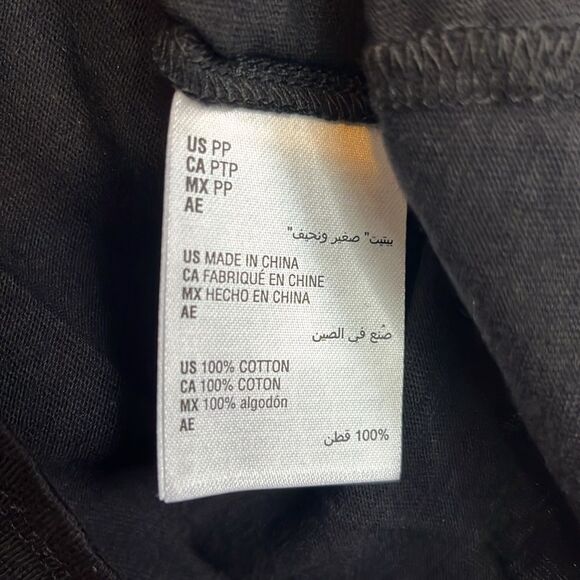 US PP
CA PTP
MX PP
AE
بيتيت" صغير ونحيف"
US MADE IN CHINA
CA FABRIQUÉ EN CHINE
MX HECHO EN CHINA
AE
صُنع في الصين
US 100% COTTON
CA 100% COTON
MX 100% algodón
AE
100% قطن